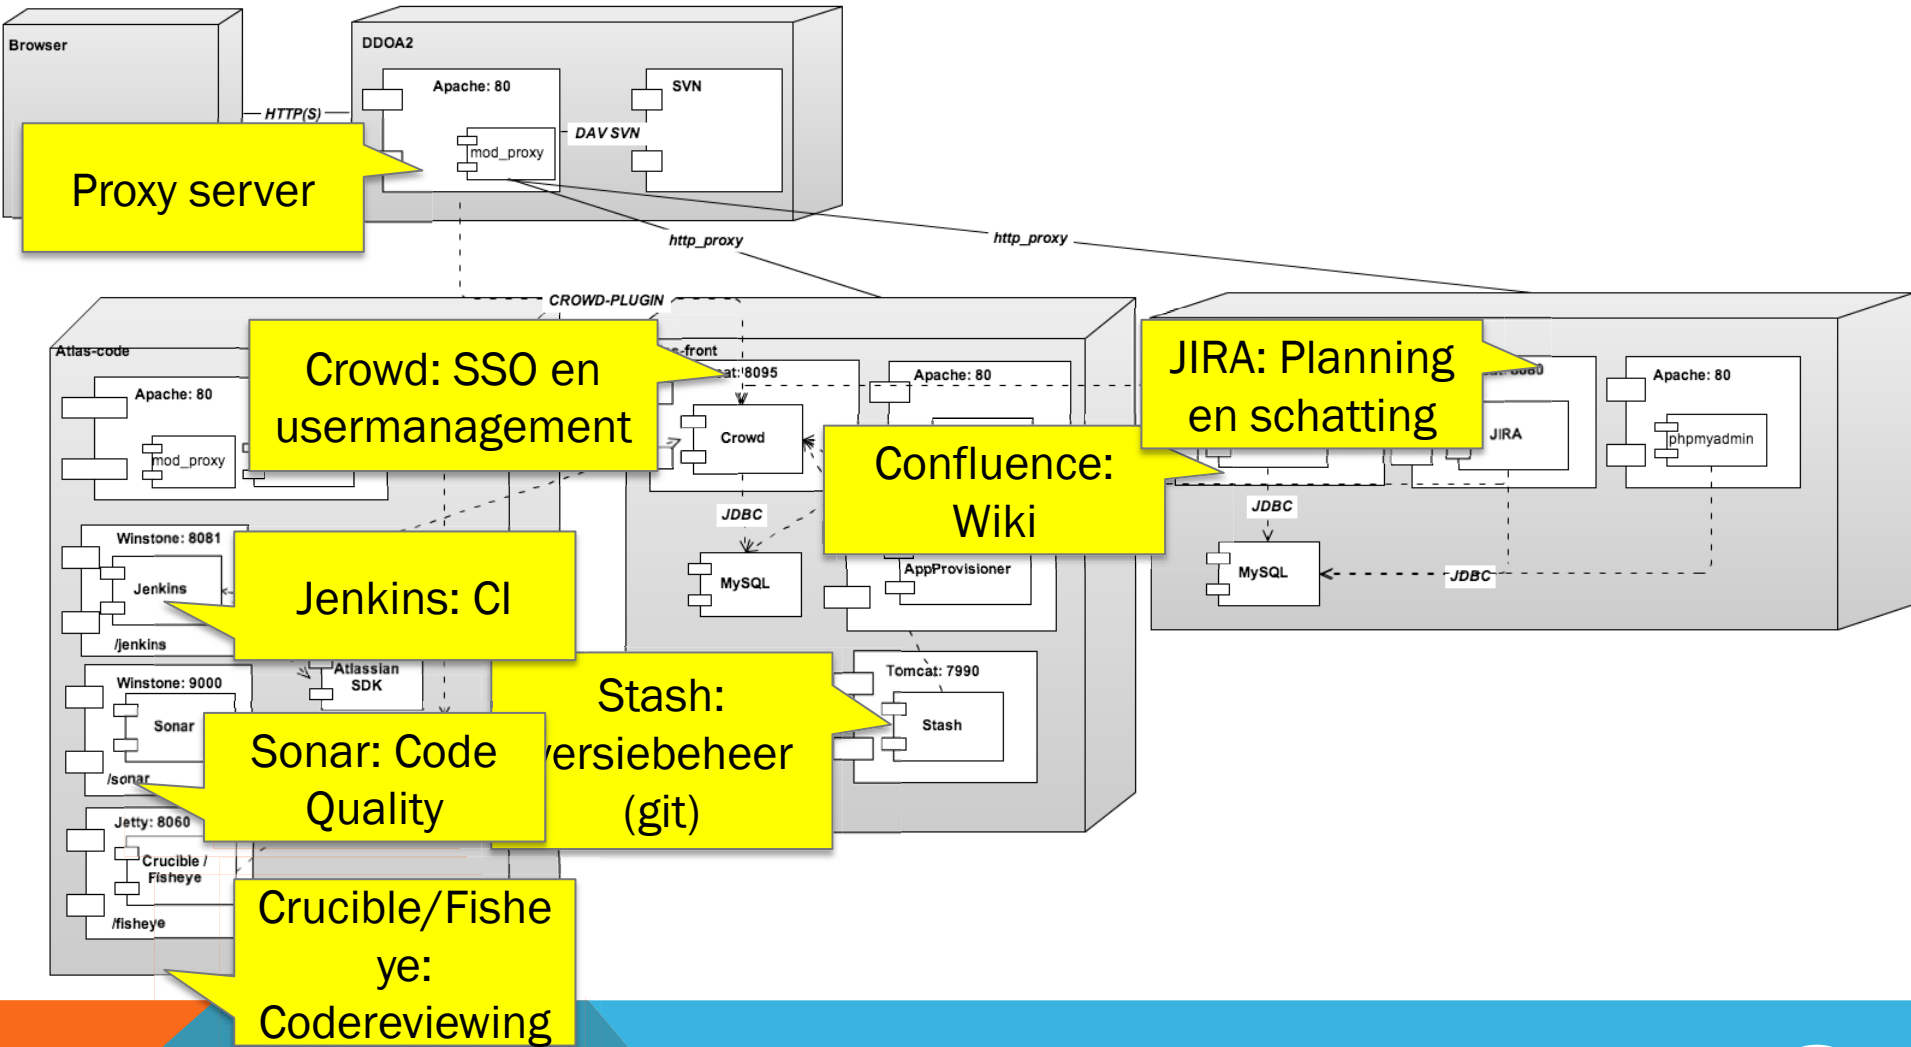 Browser
DDOA2
Apache: 80
SVN
HTTP(S)
DAV SVN
mod_proxy
Proxy server
http_proxy
http_proxy
CROWD-PLUGIN
Atlas-code
-front
Crowd: SSO en
usermanagement
8095
Apache: 80
JIRA: Planning
en schatting
Apache: 80
Apache: 80
Crowd
JIRA
phpmyadmin
mod_proxy
Confluence:
Wiki
JDBC
JDBC
Winstone: 8081
Jenkins
/jenkins
Jenkins: CI
MySQL
AppProvisioner
MySQL
JDBC
Winstone: 9000
Sonar
/sonar
Atlassian
SDK
Stash:
versiebeheer
(git)
Tomcat: 7990
Stash
Sonar: Code
Quality
Jetty: 8060
Crucible /
Fisheye
/fisheye
Crucible/Fishe
ye:
Codereviewing